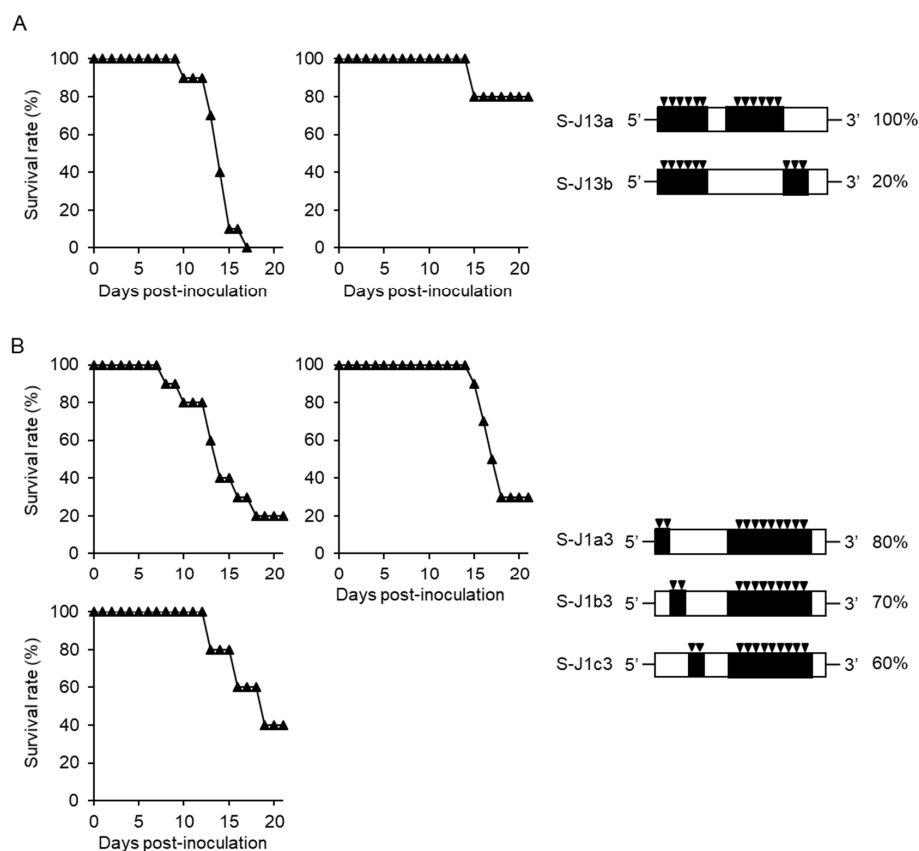 A
Survival rate (%)
100
80
60
40
20
0
0 5 10 15 20
Days post-inoculation
100
80
60
40
20
0
0 5 10 15 20
Days post-inoculation
S-J13a 5’ 3’ 100%
S-J13b 5’ 3’ 20%
B
Survival rate (%)
100
80
60
40
20
0
0 5 10 15 20
100
80
60
40
20
0
0 5 10 15 20
Days post-inoculation
Survival rate (%)
100
80
60
40
20
0
0 5 10 15 20
Days post-inoculation
S-J1a3 5’ 3’ 80%
S-J1b3 5’ 3’ 70%
S-J1c3 5’ 3’ 60%